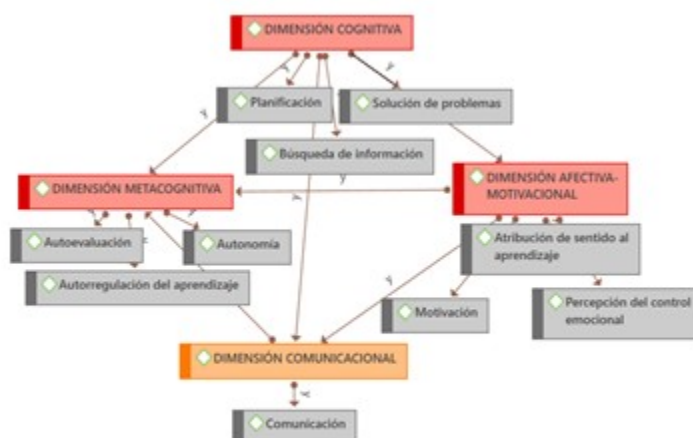 DIMENSIÓN COGNITIVA
y
y
Planificación
Solución de problemas
y
Búsqueda de información
DIMENSIÓN METACOGNITIVA
y
DIMENSIÓN AFECTIVA-
MOTIVACIONAL
y
Autoevaluación
Autonomía
Atribución de sentido al
aprendizaje
Autorregulación del aprendizaje
y
Motivación
Percepción del control
emocional
DIMENSIÓN COMUNICACIONAL
Comunicación